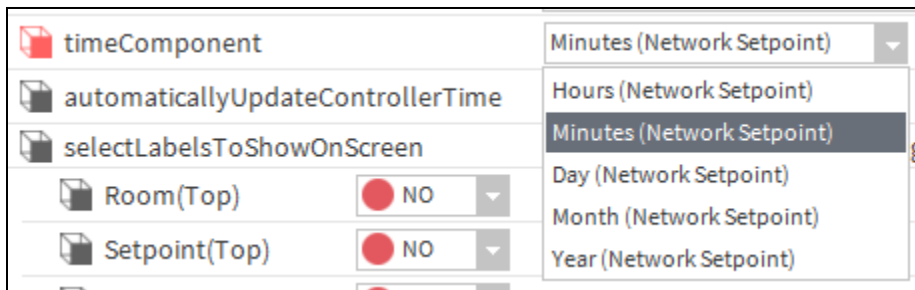 timeComponent
Minutes (Network Setpoint)
Hours (Network Setpoint)
automaticallyUpdateControllerTime
Minutes (Network Setpoint)
selectLabelsToShowOnScreen
Day (Network Setpoint)
Room(Top)
NO
Month (Network Setpoint)
Setpoint(Top)
NO
Year (Network Setpoint)